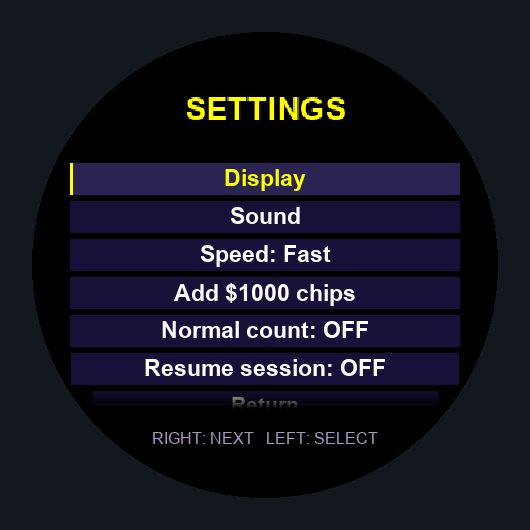 SETTINGS
Display
Sound
Speed: Fast
Add $1000 chips
Normal count: OFF
Resume session: OFF
Return
RIGHT: NEXT LEFT: SELECT